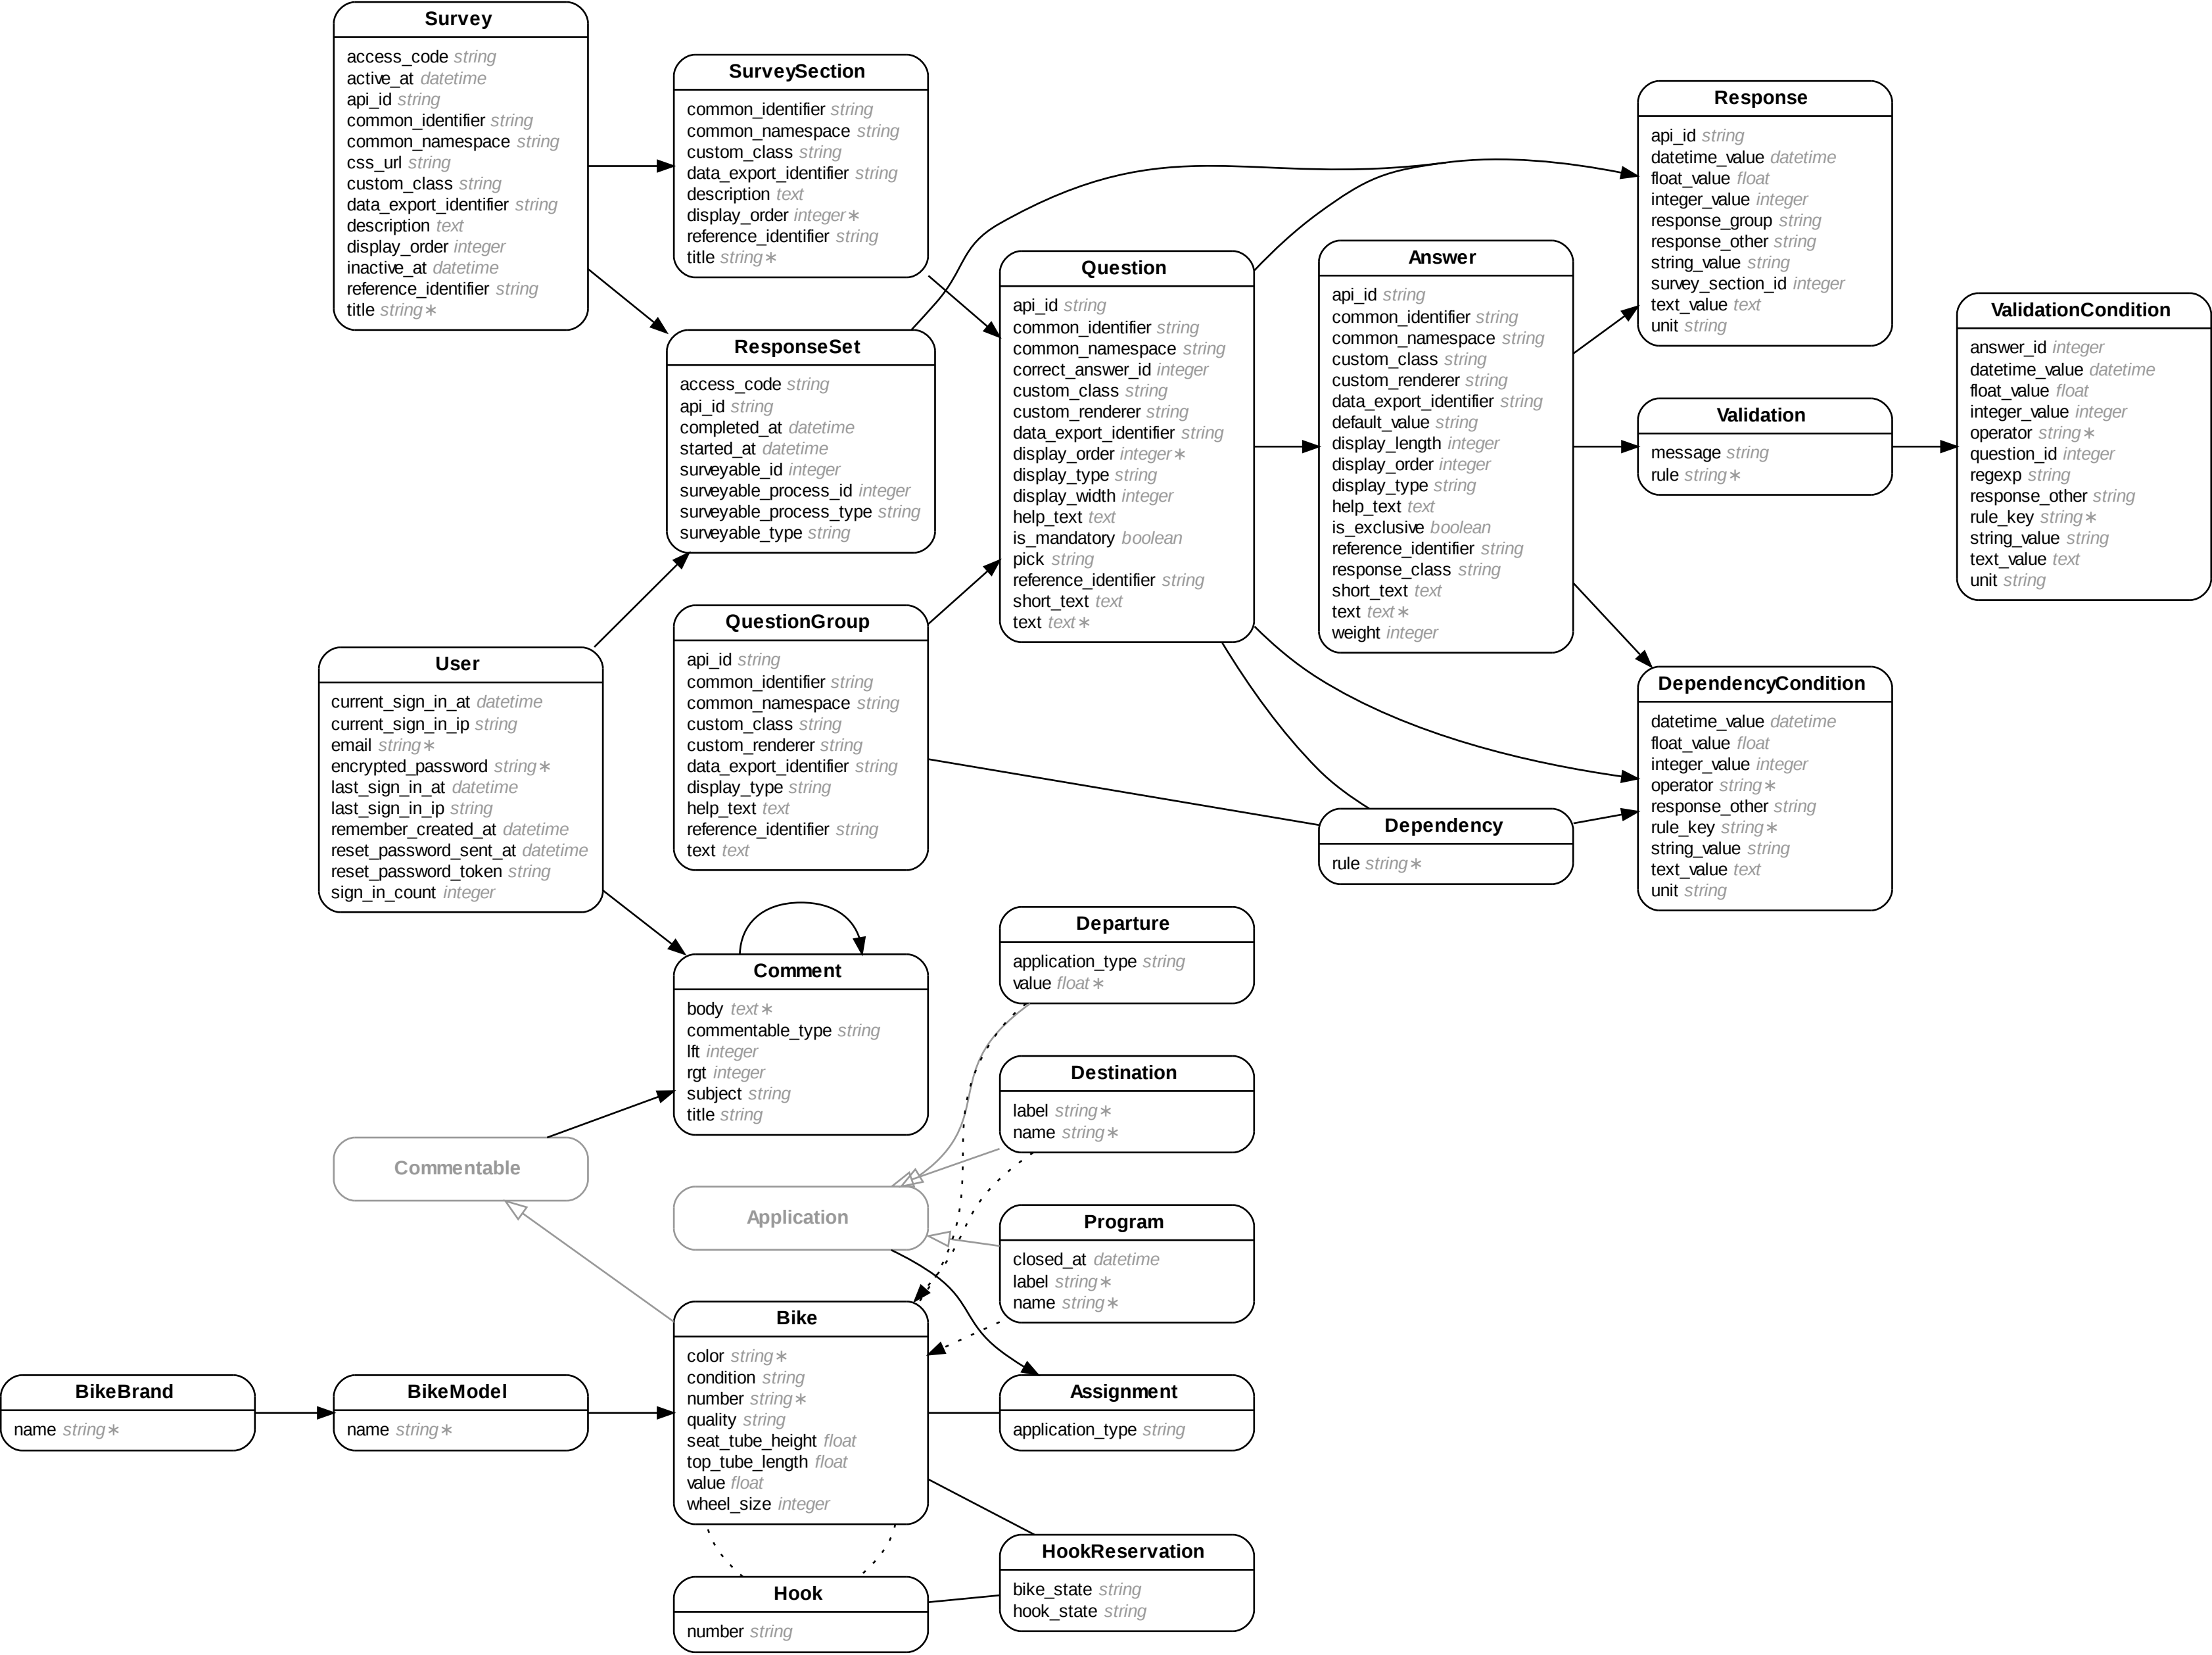 Survey
access_code string
active_at datetime
api_id string
common_identifier string
common_namespace string
css_url string
custom_class string
data_export_identifier string
description text
display_order integer
inactive_at datetime
reference_identifier string
title string∗
SurveySection
common_identifier string
common_namespace string
custom_class string
data_export_identifier string
description text
display_order integer∗
reference_identifier string
title string∗
ResponseSet
access_code string
api_id string
completed_at datetime
started_at datetime
surveyable_id integer
surveyable_process_id integer
surveyable_process_type string
surveyable_type string
Question
api_id string
common_identifier string
common_namespace string
correct_answer_id integer
custom_class string
custom_renderer string
data_export_identifier string
display_order integer∗
display_type string
display_width integer
help_text text
is_mandatory boolean
pick string
reference_identifier string
short_text text
text text∗
Answer
api_id string
common_identifier string
common_namespace string
custom_class string
custom_renderer string
data_export_identifier string
default_value string
display_length integer
display_order integer
display_type string
help_text text
is_exclusive boolean
reference_identifier string
response_class string
short_text text
text text∗
weight integer
Response
api_id string
datetime_value datetime
float_value float
integer_value integer
response_group string
response_other string
string_value string
survey_section_id integer
text_value text
unit string
Validation
message string
rule string∗
ValidationCondition
answer_id integer
datetime_value datetime
float_value float
integer_value integer
operator string∗
question_id integer
regexp string
response_other string
rule_key string∗
string_value string
text_value text
unit string
User
current_sign_in_at datetime
current_sign_in_ip string
email string∗
encrypted_password string∗
last_sign_in_at datetime
last_sign_in_ip string
remember_created_at datetime
reset_password_sent_at datetime
reset_password_token string
sign_in_count integer
QuestionGroup
api_id string
common_identifier string
common_namespace string
custom_class string
custom_renderer string
data_export_identifier string
display_type string
help_text text
reference_identifier string
text text
DependencyCondition
datetime_value datetime
float_value float
integer_value integer
operator string∗
response_other string
rule_key string∗
string_value string
text_value text
unit string
Dependency
rule string∗
Comment
body text∗
commentable_type string
lft integer
rgt integer
subject string
title string
Departure
application_type string
value float∗
Destination
label string∗
name string∗
Commentable
Application
Program
closed_at datetime
label string∗
name string∗
BikeBrand
name string∗
BikeModel
name string∗
Bike
color string∗
condition string
number string∗
quality string
seat_tube_height float
top_tube_length float
value float
wheel_size integer
Assignment
application_type string
HookReservation
bike_state string
hook_state string
Hook
number string